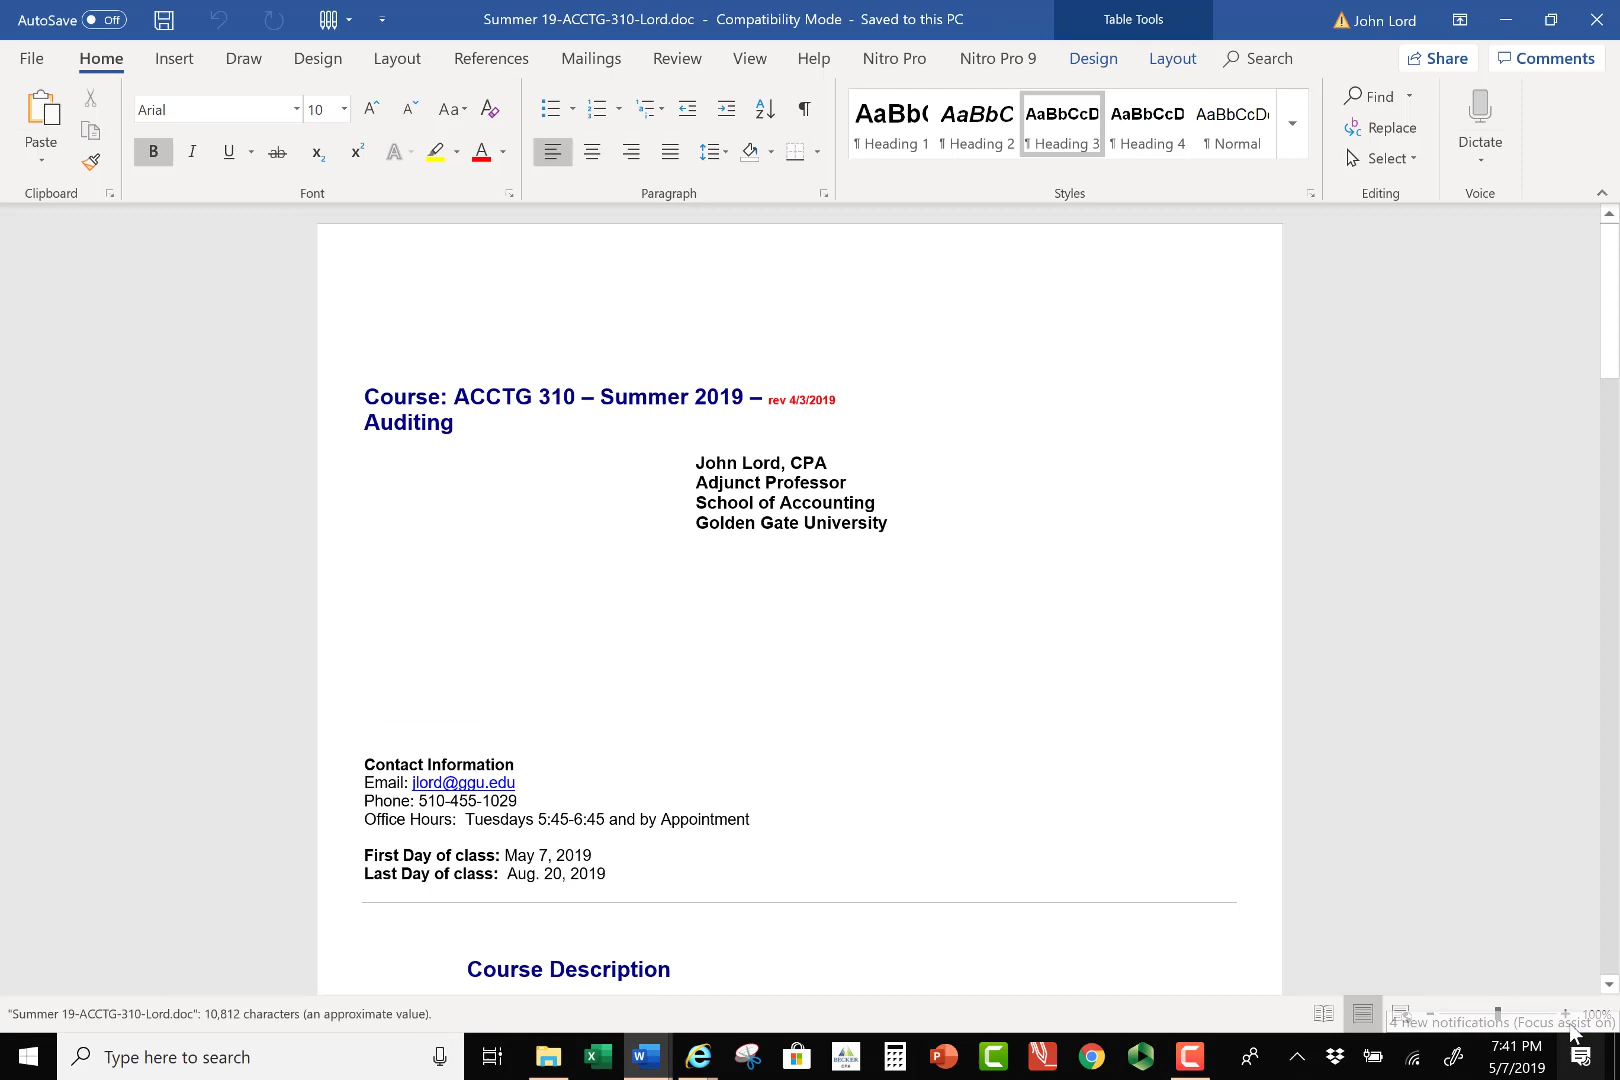 AutoSave Off Summer 19-ACCTG-310-Lord.doc - Compatibility Mode - Saved to this PC Table Tools John Lord
File Home Insert Draw Design Layout References Mailings Review View Help Nitro Pro Nitro Pro 9 Design Layout Search Share Comments
Arial 10 Aa AaBb( AaBbC AaBbCcD AaBbCcD AaBbCcD Find
Paste Replace
¶ Heading 1 ¶ Heading 2 ¶ Heading 3 ¶ Heading 4 ¶ Normal Dictate
B I U ab x₂ x² A A Select
Clipboard Font Paragraph Styles Editing Voice
Course: ACCTG 310 – Summer 2019 – rev 4/3/2019
Auditing
John Lord, CPA
Adjunct Professor
School of Accounting
Golden Gate University
Contact Information
Email: jlord@ggu.edu
Phone: 510-455-1029
Office Hours:  Tuesdays 5:45-6:45 and by Appointment
First Day of class: May 7, 2019
Last Day of class:  Aug. 20, 2019
Course Description
"Summer 19-ACCTG-310-Lord.doc": 10,812 characters (an approximate value). 100%
4 new notifications (Focus assist on)
Type here to search 7:41 PM
5/7/2019